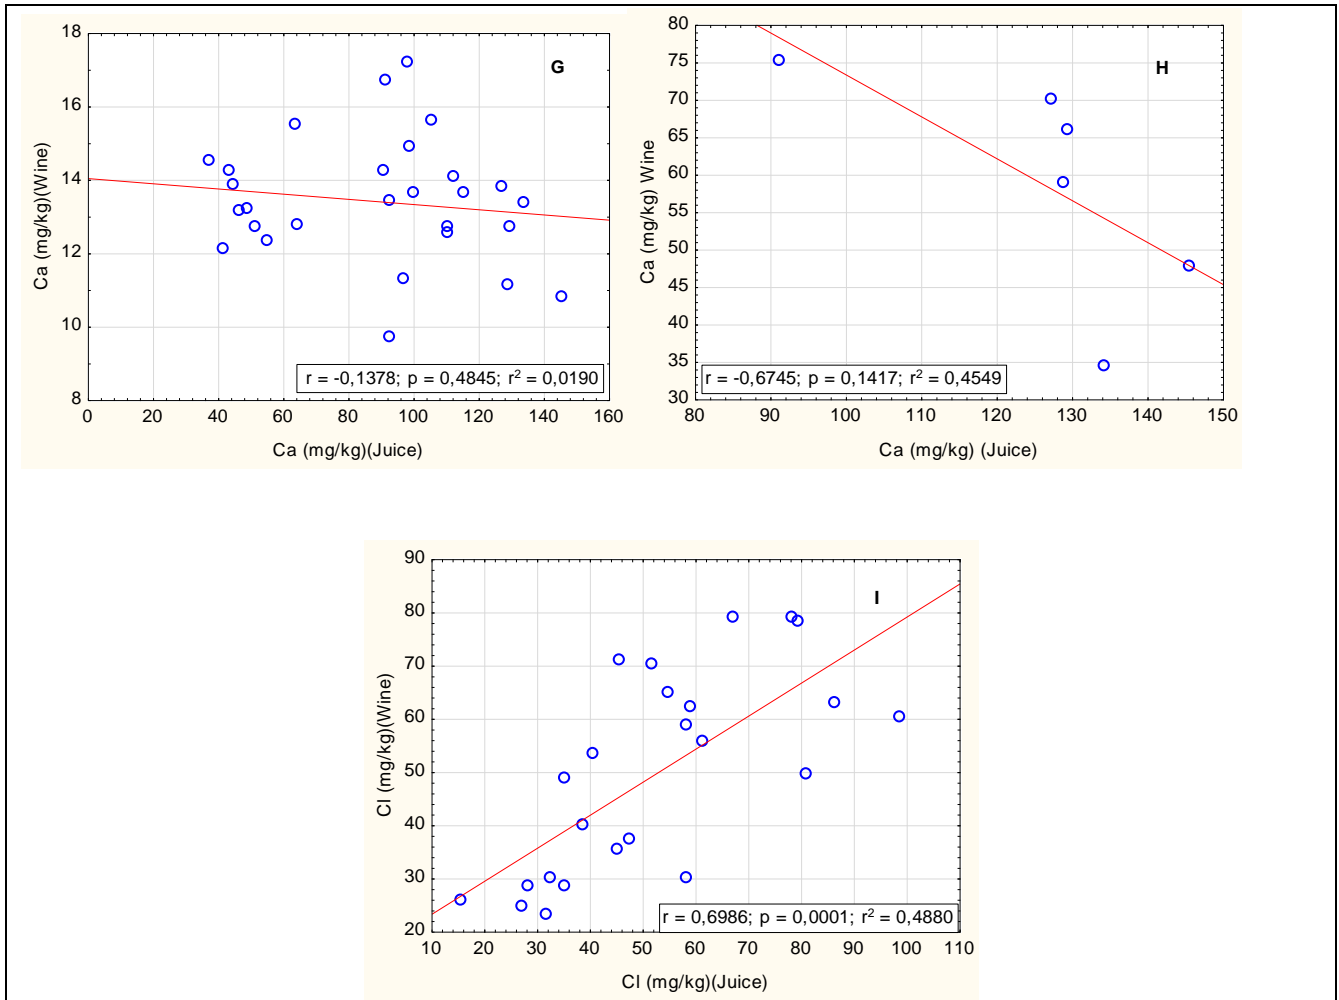 18
16
14
12
10
8
0 20 40 60 80 100 120 140 160
Ca (mg/kg)(Wine)
Ca (mg/kg)(Juice)
G
r = -0,1378; p = 0,4845; r² = 0,0190
80
75
70
65
60
55
50
45
40
35
30
80 90 100 110 120 130 140 150
Ca (mg/kg) Wine
Ca (mg/kg) (Juice)
H
r = -0,6745; p = 0,1417; r² = 0,4549
90
80
70
60
50
40
30
20
10 20 30 40 50 60 70 80 90 100 110
Cl (mg/kg)(Wine)
Cl (mg/kg)(Juice)
I
r = 0,6986; p = 0,0001; r² = 0,4880